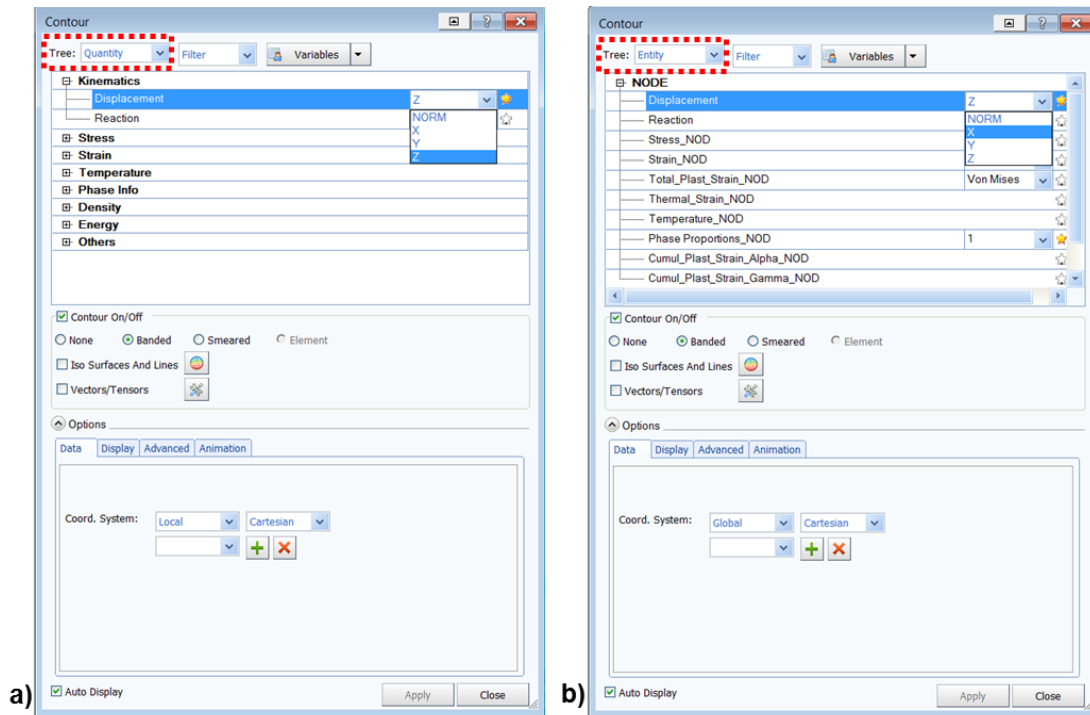 Contour
Tree: Quantity Filter Variables
Kinematics
Displacement Z
Reaction NORM
X
Stress Y
Strain Z
Temperature
Phase Info
Density
Energy
Others
Contour On/Off
None Banded Smeared Element
Iso Surfaces And Lines
Vectors/Tensors
Options
Data Display Advanced Animation
Coord. System: Local Cartesian
Auto Display Apply Close
a)
Contour
Tree: Entity Filter Variables
NODE
Displacement Z
Reaction NORM
Stress_NOD X
Y
Strain_NOD Z
Total_Plast_Strain_NOD Von Mises
Thermal_Strain_NOD
Temperature_NOD
Phase Proportions_NOD 1
Cumul_Plast_Strain_Alpha_NOD
Cumul_Plast_Strain_Gamma_NOD
Contour On/Off
None Banded Smeared Element
Iso Surfaces And Lines
Vectors/Tensors
Options
Data Display Advanced Animation
Coord. System: Global Cartesian
Auto Display Apply Close
b)